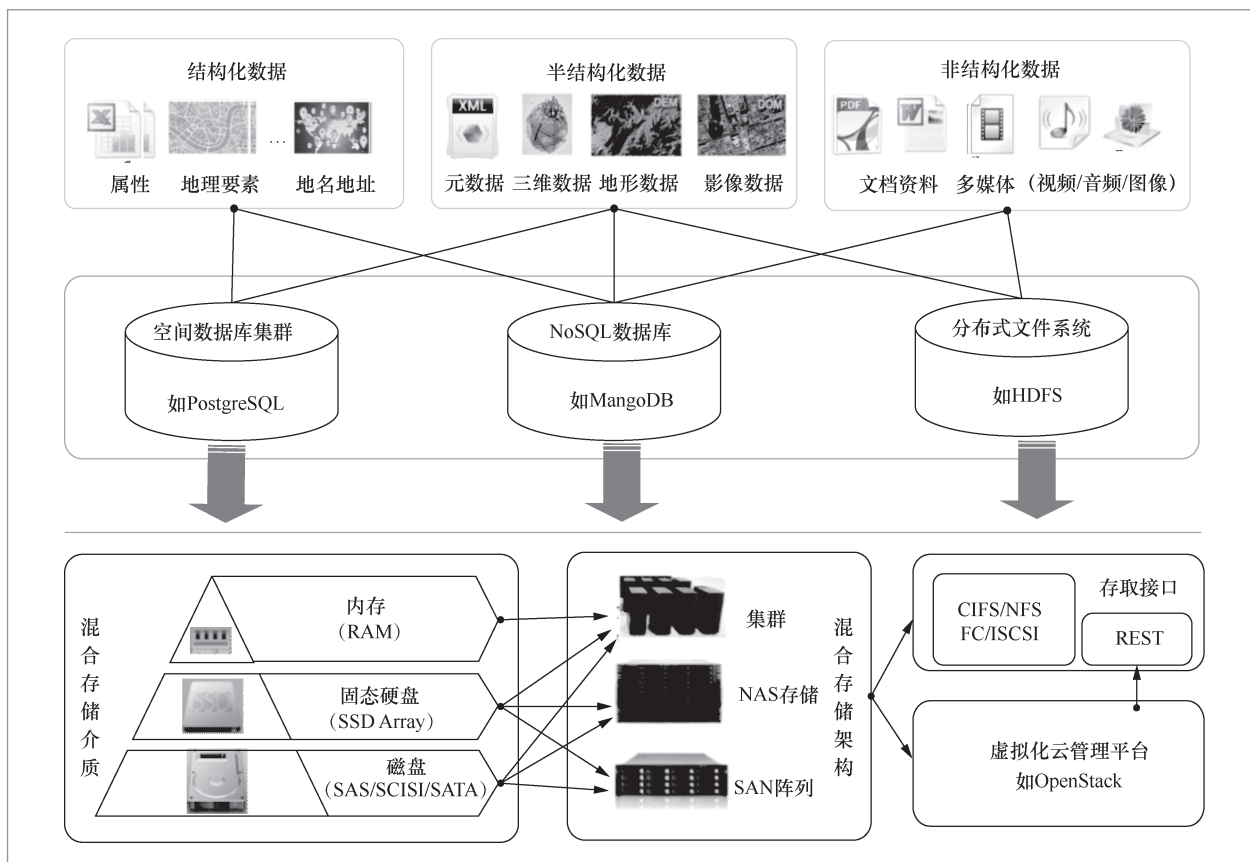 结构化数据
半结构化数据
非结构化数据
XML
DEM
DOM
PDF
W
X
SSD
...
属性
地理要素
地名地址
元数据
三维数据
地形数据
影像数据
文档资料
多媒体
(视频/音频/图像)
空间数据库集群
如PostgreSQL
NoSQL数据库
如MangoDB
分布式文件系统
如HDFS
混合存储介质
内存
(RAM)
固态硬盘
(SSD Array)
磁盘
(SAS/SCISI/SATA)
集群
NAS存储
SAN阵列
混合存储架构
存取接口
CIFS/NFS
FC/ISCSI
REST
虚拟化云管理平台
如OpenStack